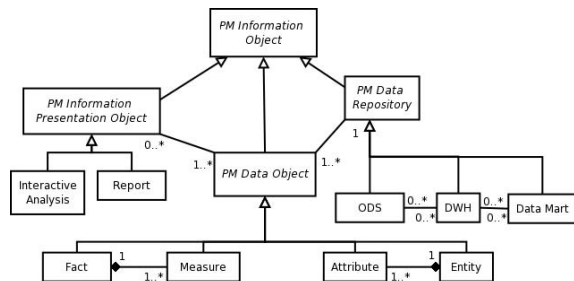 PM Information
Object
PM Information
Presentation Object
PM Data
Repository
0..*
1
1..*
1..*
PM Data Object
Interactive
Analysis
Report
ODS
0..*
0..*
DWH
0..*
0..*
Data Mart
Fact
1
1..*
Measure
Attribute
1
1..*
Entity